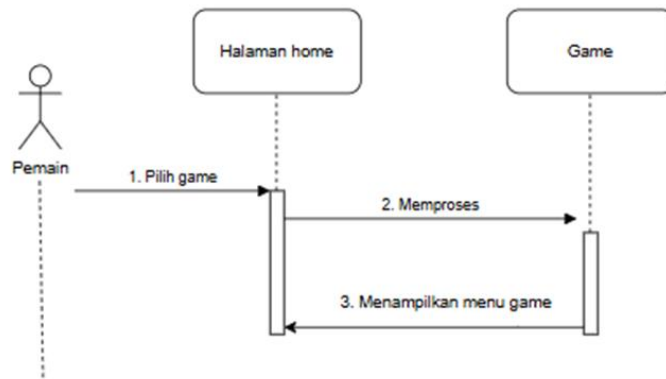 Halaman home
Game
Pemain
1. Pilih game
2. Memproses
3. Menampilkan menu game